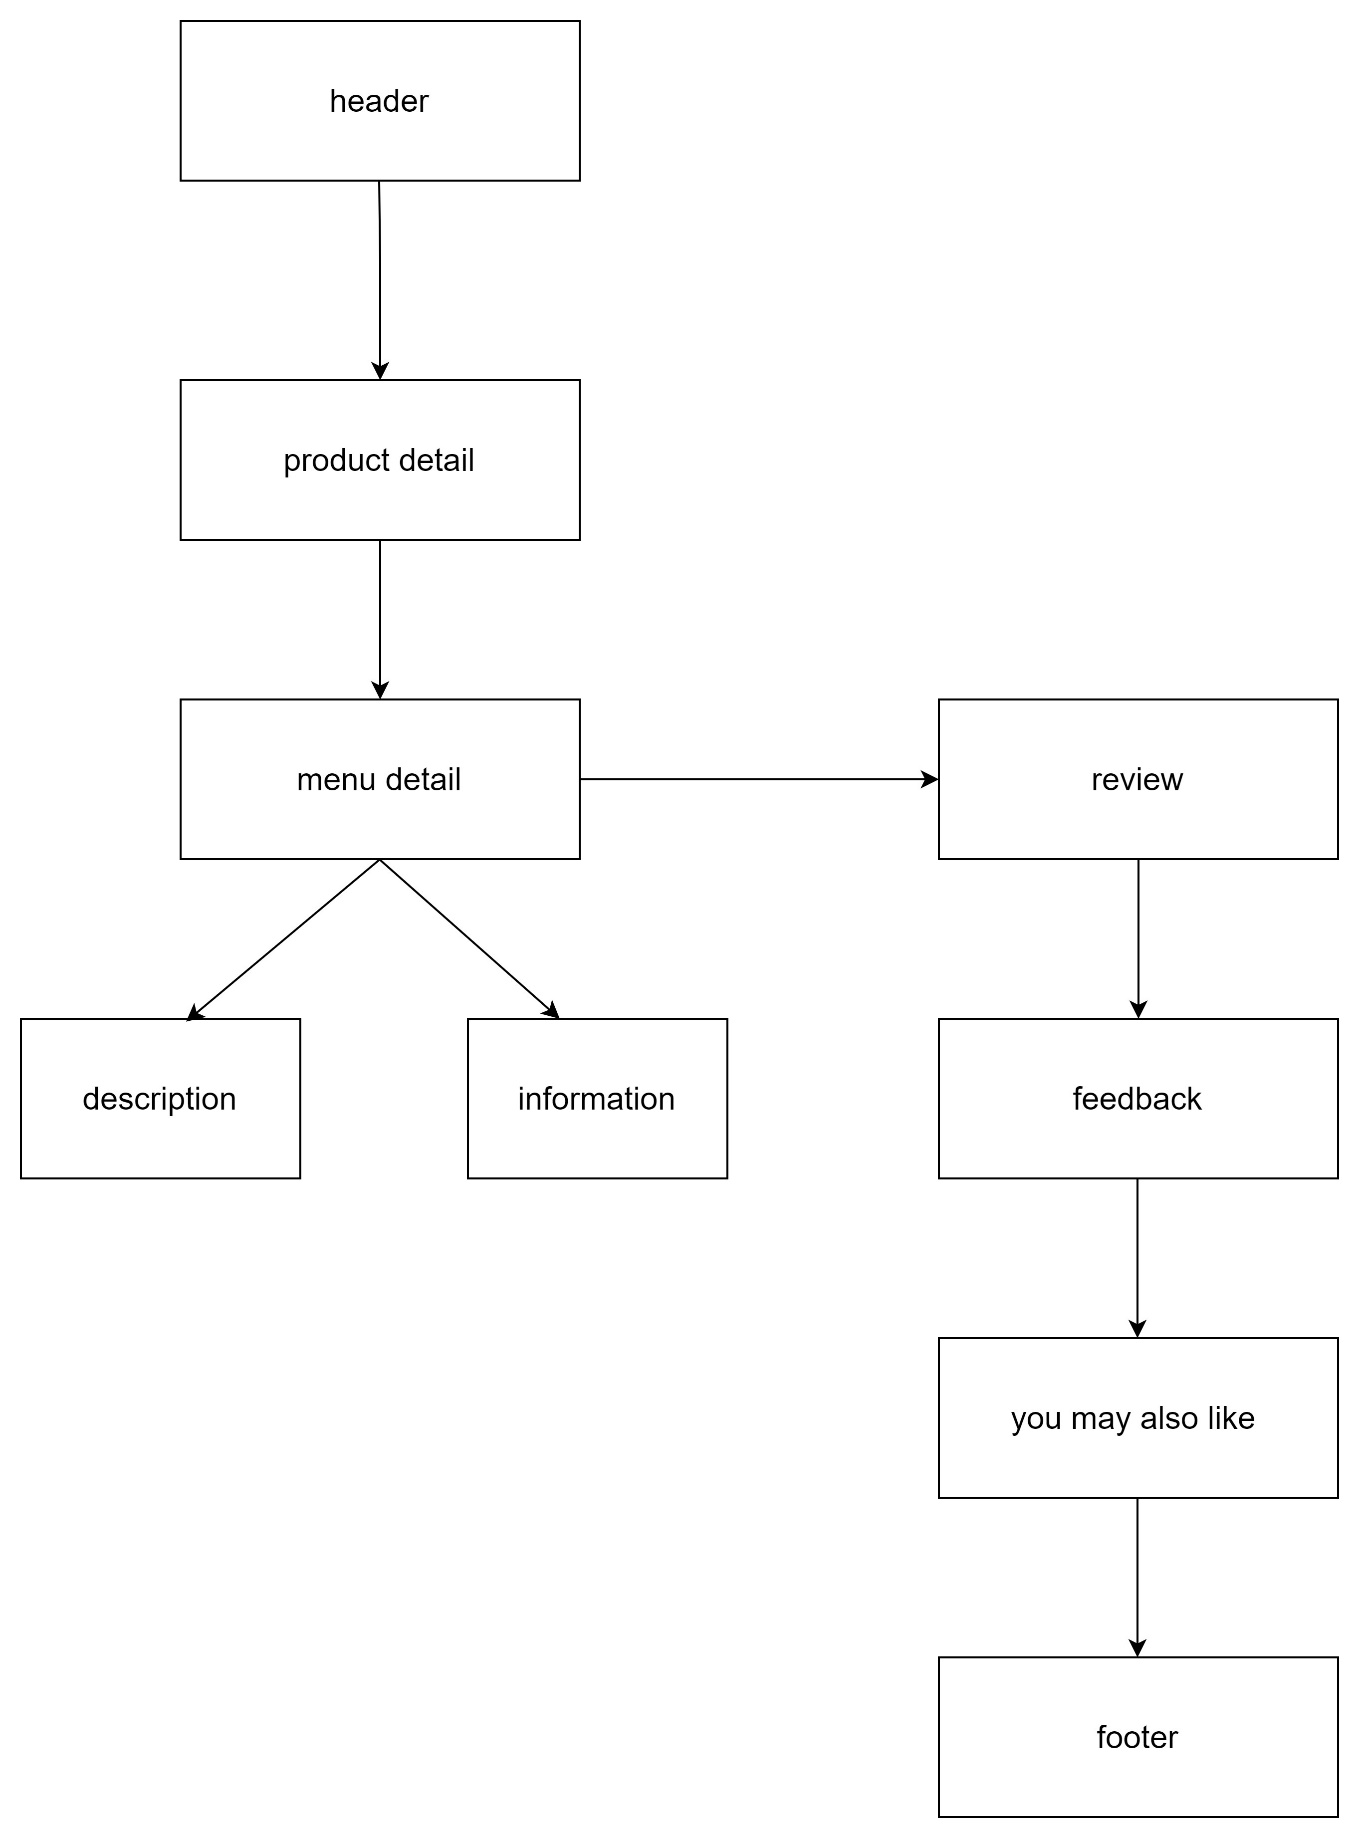 header
product detail
menu detail
review
description
information
feedback
you may also like
footer